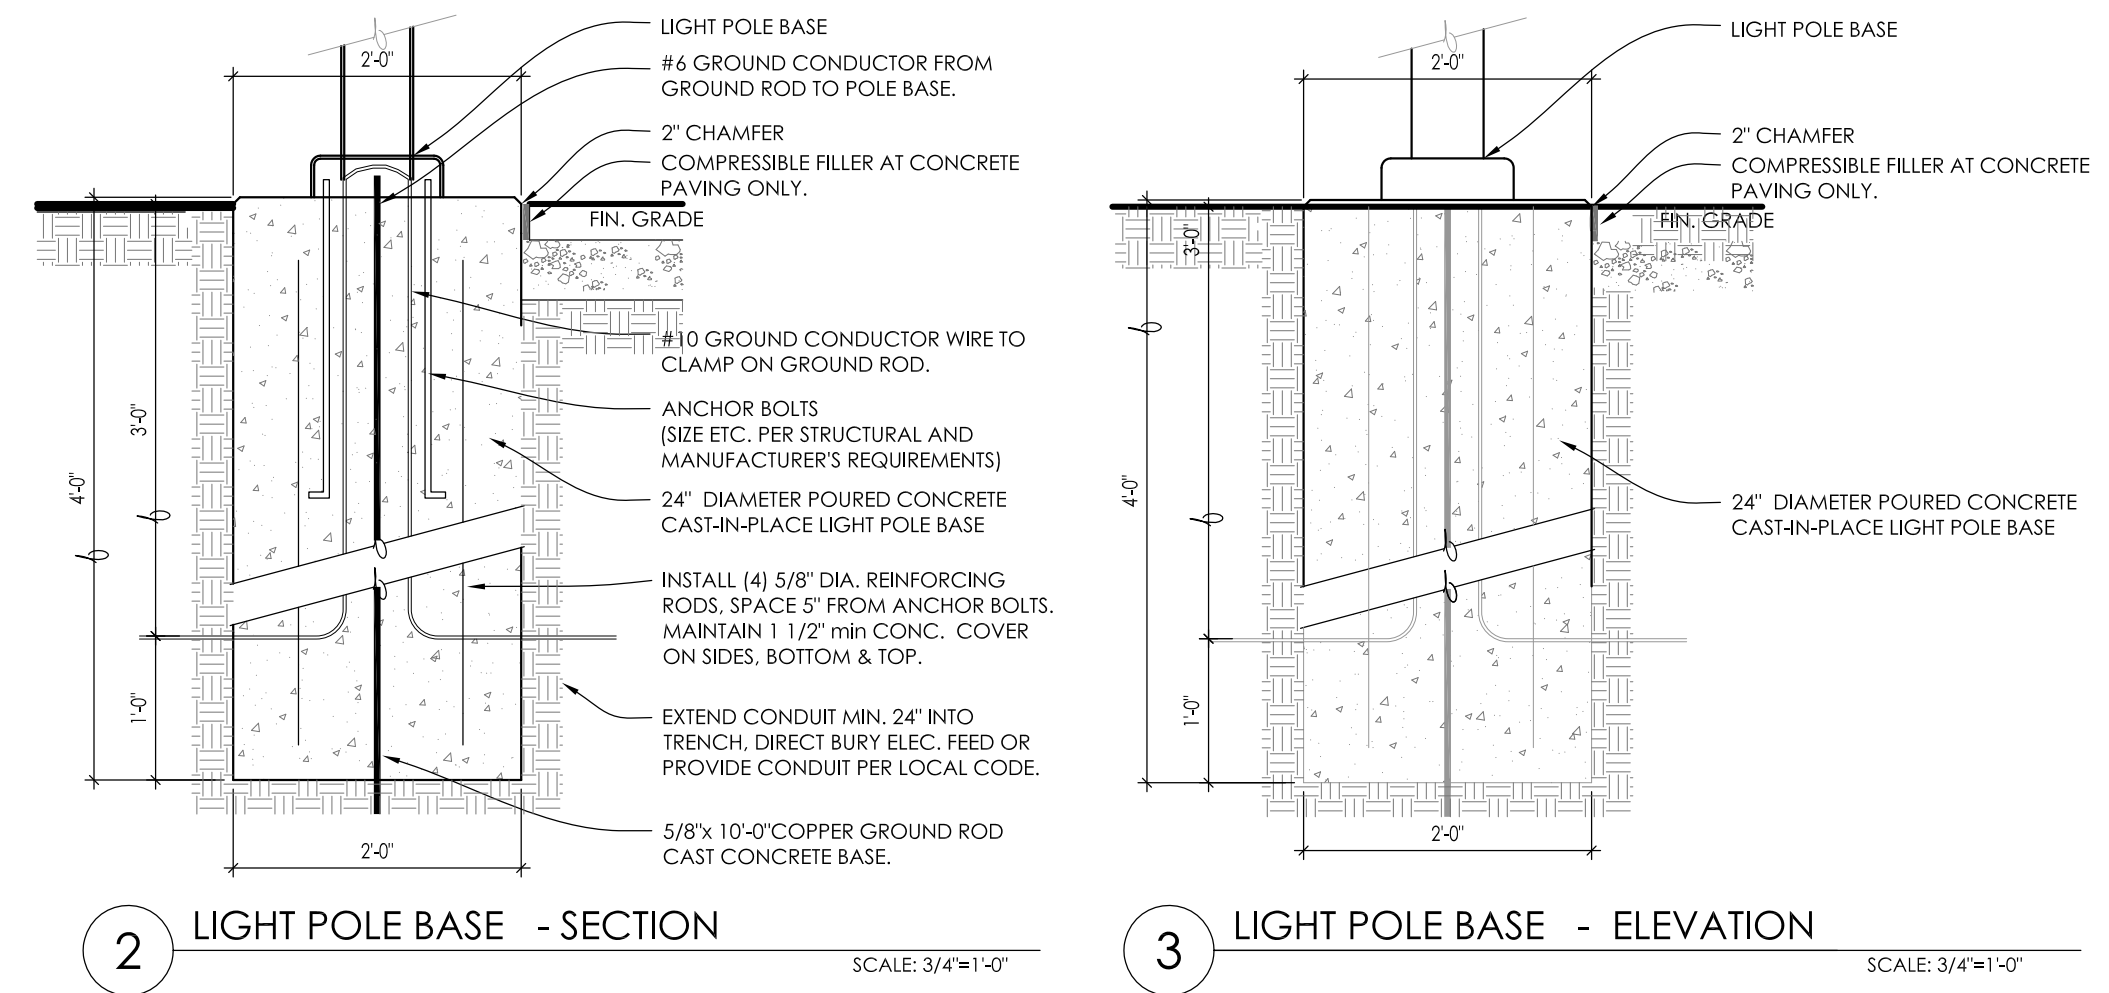 2'-0"
LIGHT POLE BASE
#6 GROUND CONDUCTOR FROM
GROUND ROD TO POLE BASE.
2" CHAMFER
COMPRESSIBLE FILLER AT CONCRETE
PAVING ONLY.
FIN. GRADE
#10 GROUND CONDUCTOR WIRE TO
CLAMP ON GROUND ROD.
ANCHOR BOLTS
(SIZE ETC. PER STRUCTURAL AND
MANUFACTURER'S REQUIREMENTS)
24" DIAMETER POURED CONCRETE
CAST-IN-PLACE LIGHT POLE BASE
INSTALL (4) 5/8" DIA. REINFORCING
RODS, SPACE 5" FROM ANCHOR BOLTS.
MAINTAIN 1 1/2" min CONC. COVER
ON SIDES, BOTTOM & TOP.
EXTEND CONDUIT MIN. 24" INTO
TRENCH, DIRECT BURY ELEC. FEED OR
PROVIDE CONDUIT PER LOCAL CODE.
5/8"x 10'-0"COPPER GROUND ROD
CAST CONCRETE BASE.
4'-0"
3'-0"
1'-0"
2'-0"
2
LIGHT POLE BASE - SECTION
SCALE: 3/4"=1'-0"
2'-0"
LIGHT POLE BASE
2" CHAMFER
COMPRESSIBLE FILLER AT CONCRETE
PAVING ONLY.
FIN. GRADE
24" DIAMETER POURED CONCRETE
CAST-IN-PLACE LIGHT POLE BASE
3'-0"
4'-0"
1'-0"
2'-0"
3
LIGHT POLE BASE - ELEVATION
SCALE: 3/4"=1'-0"